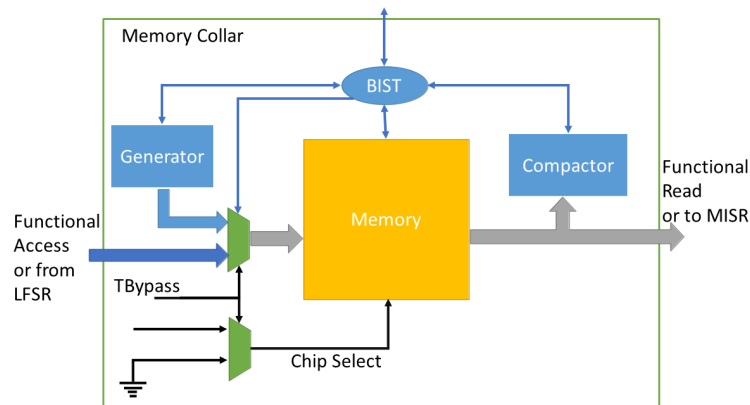 Memory Collar
BIST
Generator
Compactor
Memory
Functional
Access
or from
LFSR
Functional
Read
or to MISR
TBypass
Chip Select